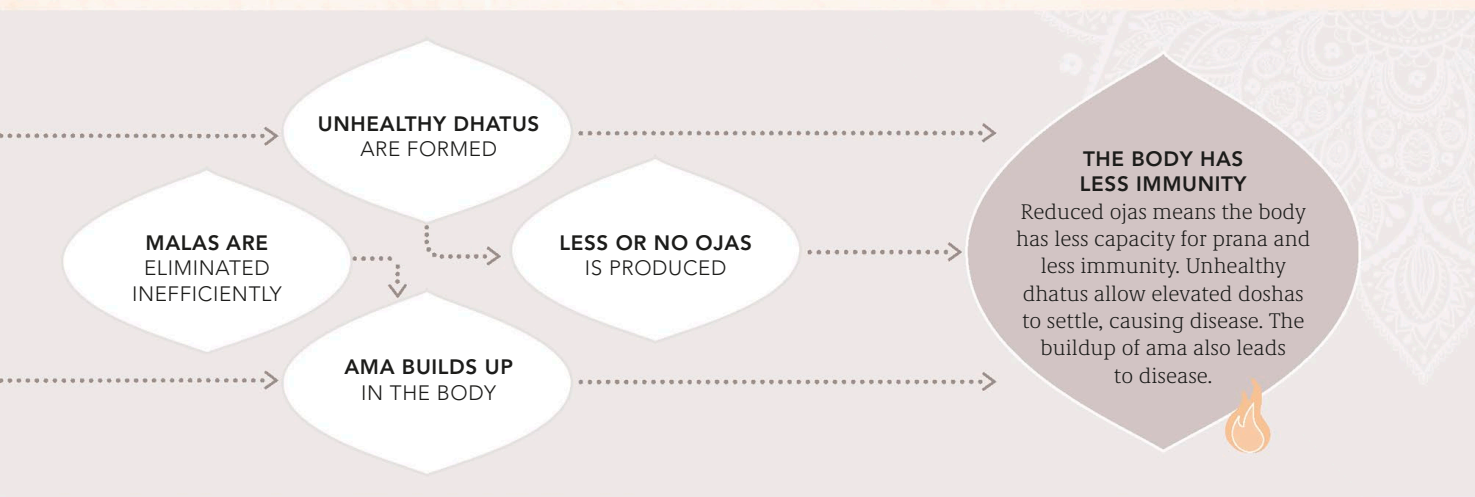 UNHEALTHY DHATUS
ARE FORMED
MALAS ARE
ELIMINATED
INEFFICIENTLY
LESS OR NO OJAS
IS PRODUCED
AMA BUILDS UP
IN THE BODY
THE BODY HAS
LESS IMMUNITY
Reduced ojas means the body
has less capacity for prana and
less immunity. Unhealthy
dhatus allow elevated doshas
to settle, causing disease. The
buildup of ama also leads
to disease.